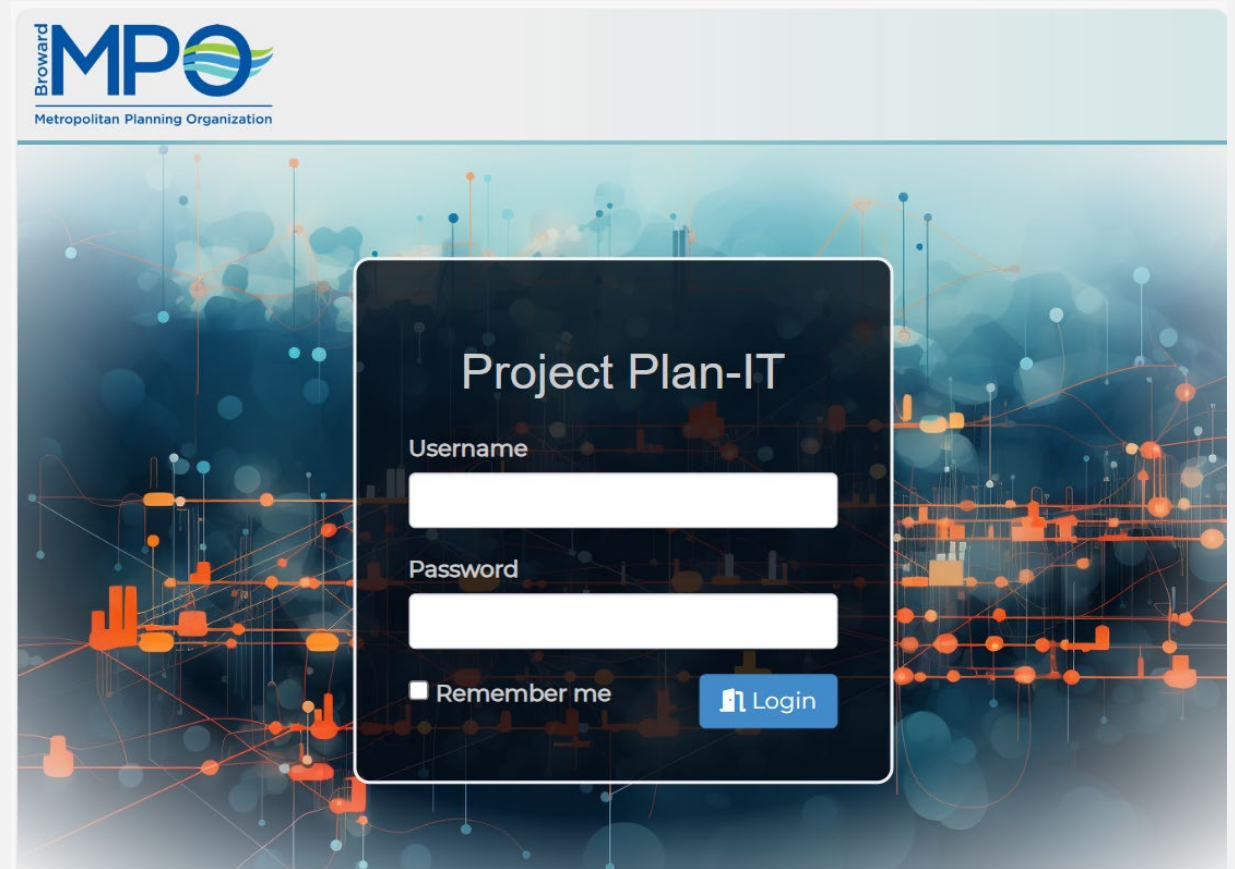 Broward
MPO
Metropolitan Planning Organization
Project Plan-IT
Username
Password
Remember me
Login